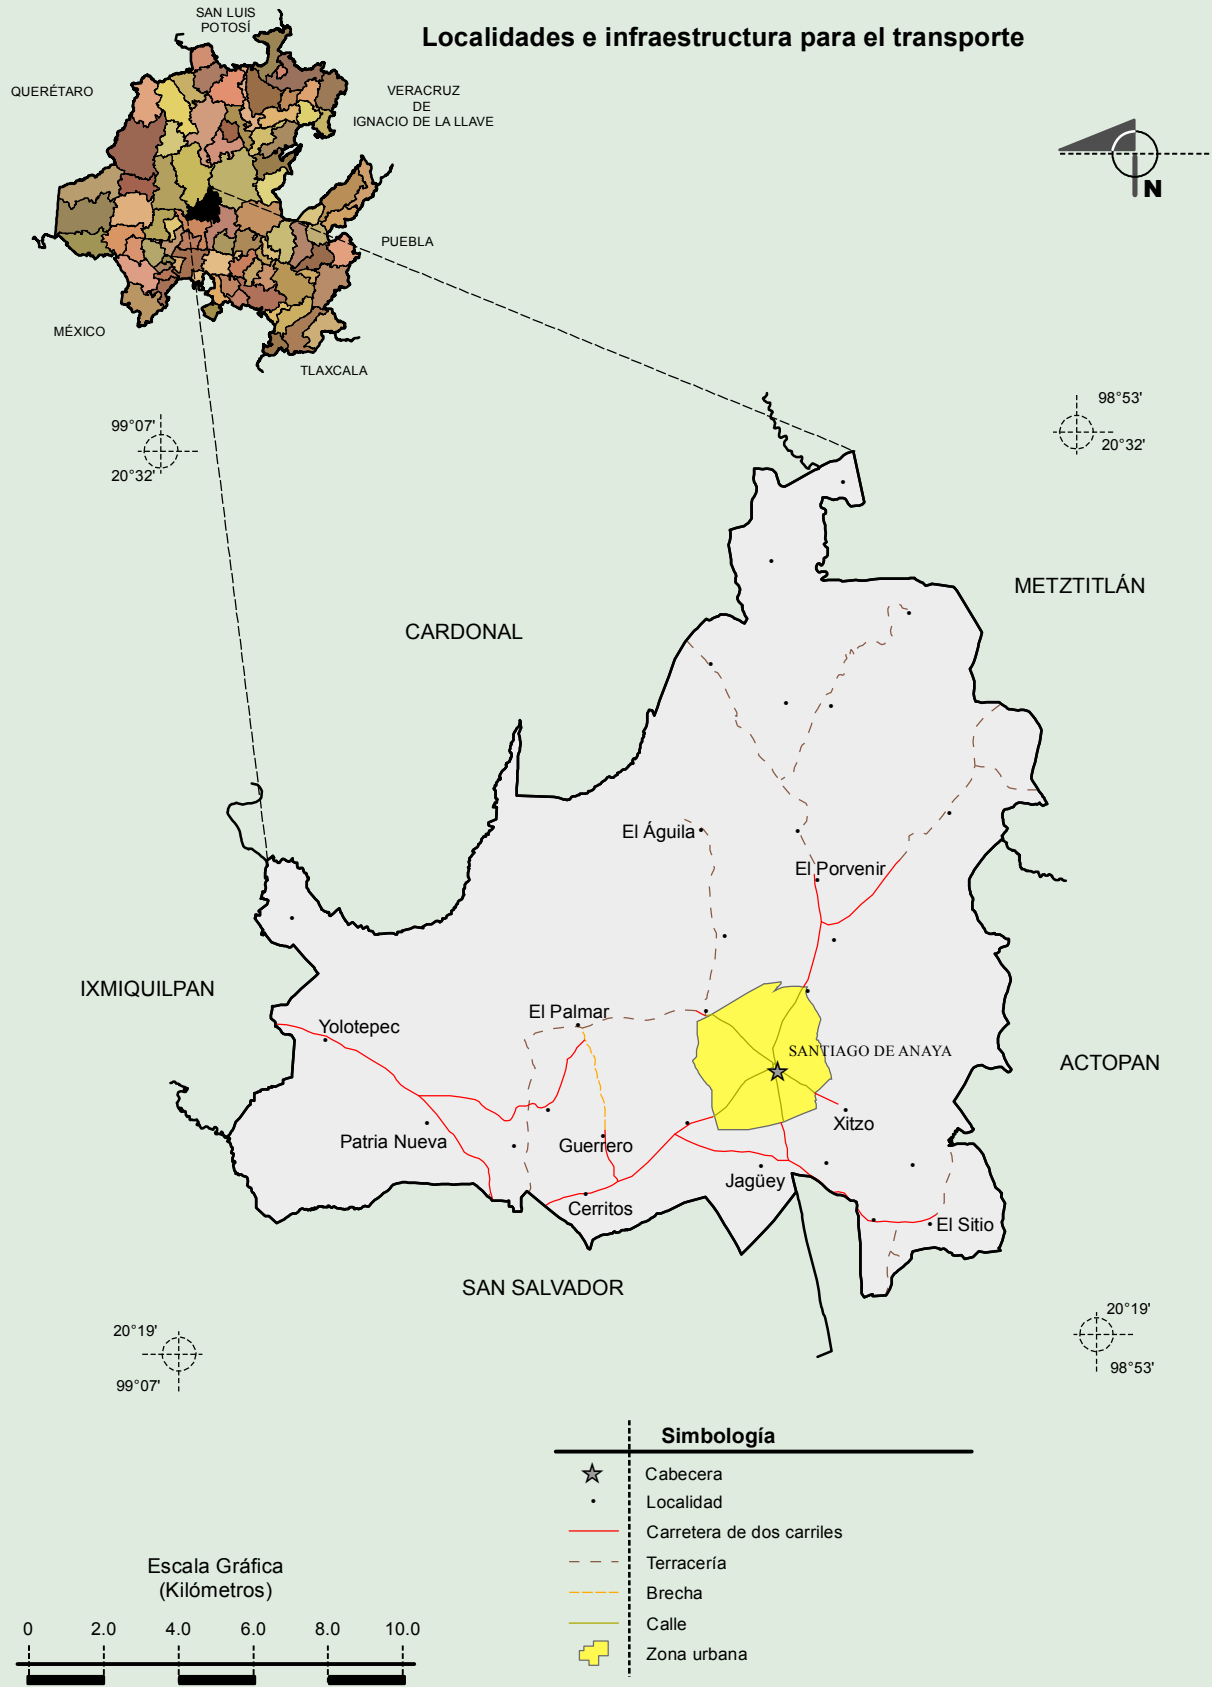 SAN LUIS
POTOSÍ
Localidades e infraestructura para el transporte
QUERÉTARO
VERACRUZ
DE
IGNACIO DE LA LLAVE
N
PUEBLA
MÉXICO
TLAXCALA
99°07'
20°32'
98°53'
20°32'
METZTITLÁN
CARDONAL
El Águila
El Porvenir
IXMIQUILPAN
El Palmar
Yolotepec
SANTIAGO DE ANAYA
ACTOPAN
Xitzo
Patria Nueva
Guerrero
Jagüey
Cerritos
El Sitio
SAN SALVADOR
20°19'
99°07'
20°19'
98°53'
Simbología
Cabecera
Localidad
Carretera de dos carriles
Terracería
Brecha
Calle
Zona urbana
Escala Gráfica
(Kilómetros)
0 2.0 4.0 6.0 8.0 10.0